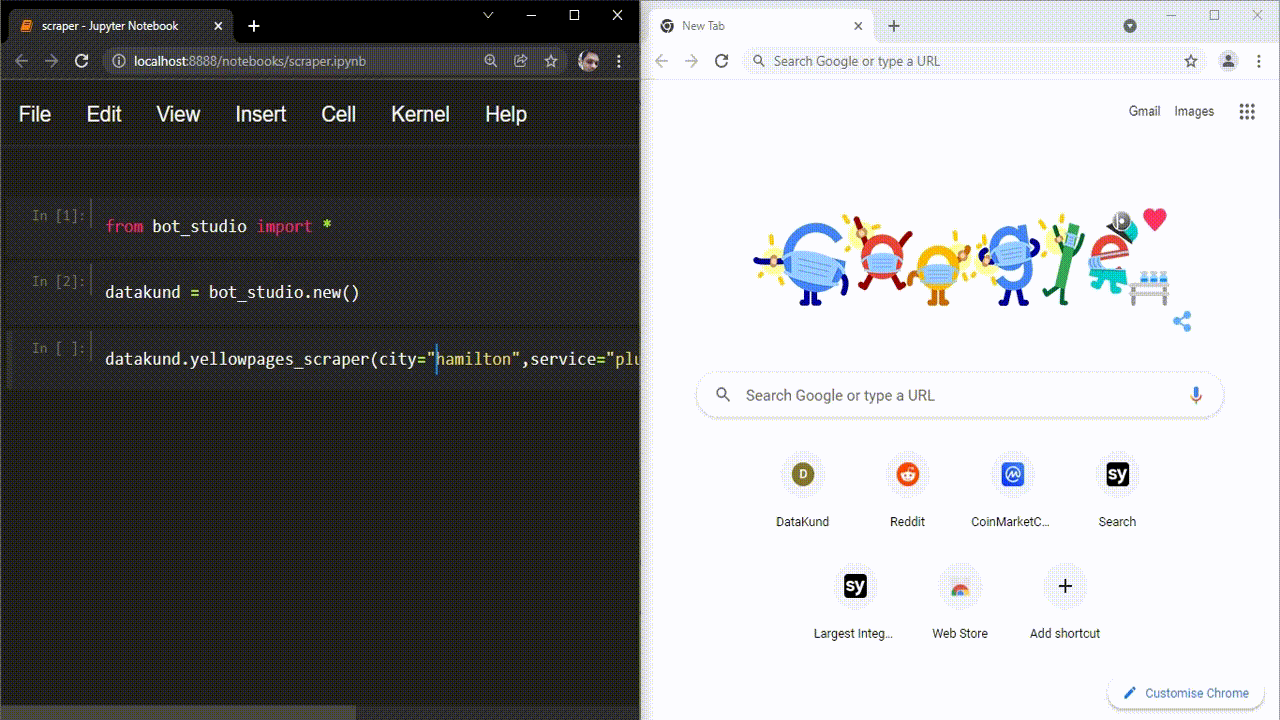 scraper - Jupyter Notebook
localhost:8888/notebooks/scraper.ipynb
File Edit View Insert Cell Kernel Help
In [1]:
from bot_studio import *
In [2]:
datakund = bot_studio.new()
In [ ]:
datakund.yellowpages_scraper(city="hamilton",service="plu
New Tab
Search Google or type a URL
Gmail Images
Google
Search Google or type a URL
D
sy
DataKund Reddit CoinMarketC... Search
sy
Largest Integ... Web Store Add shortcut
Customise Chrome